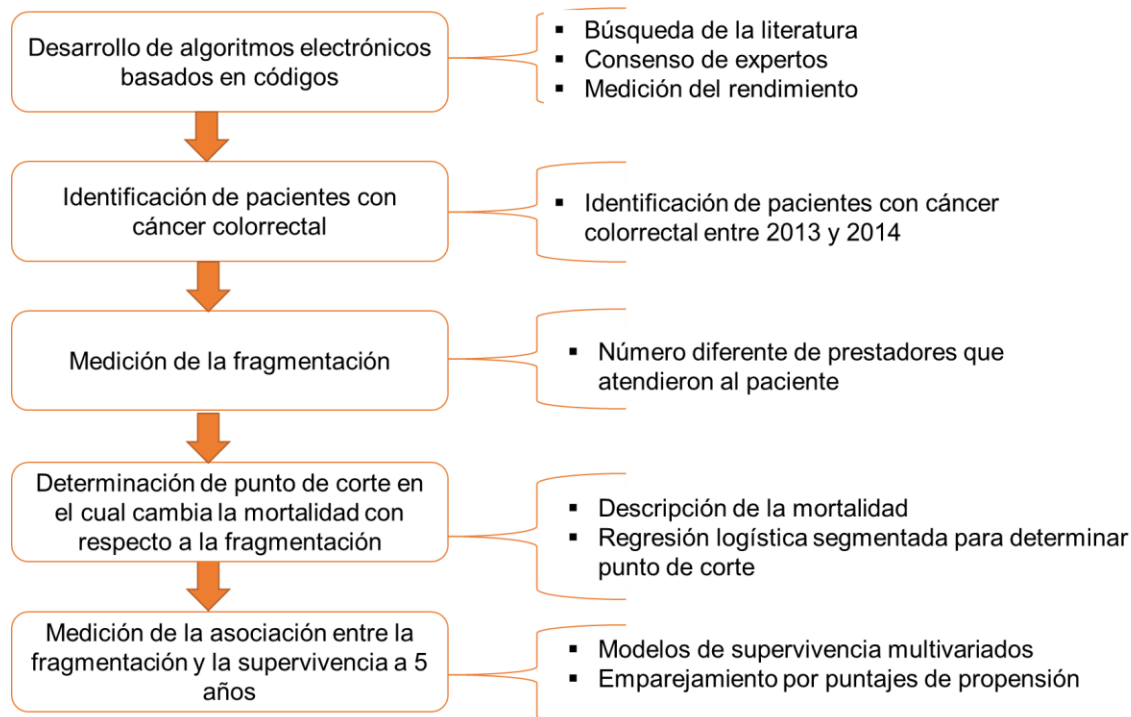 Desarrollo de algoritmos electrónicos
basados en códigos
▪ Búsqueda de la literatura
▪ Consenso de expertos
▪ Medición del rendimiento
Identificación de pacientes con
cáncer colorrectal
▪ Identificación de pacientes con cáncer
colorrectal entre 2013 y 2014
Medición de la fragmentación
▪ Número diferente de prestadores que
atendieron al paciente
Determinación de punto de corte en
el cual cambia la mortalidad con
respecto a la fragmentación
▪ Descripción de la mortalidad
▪ Regresión logística segmentada para determinar
punto de corte
Medición de la asociación entre la
fragmentación y la supervivencia a 5
años
▪ Modelos de supervivencia multivariados
▪ Emparejamiento por puntajes de propensión